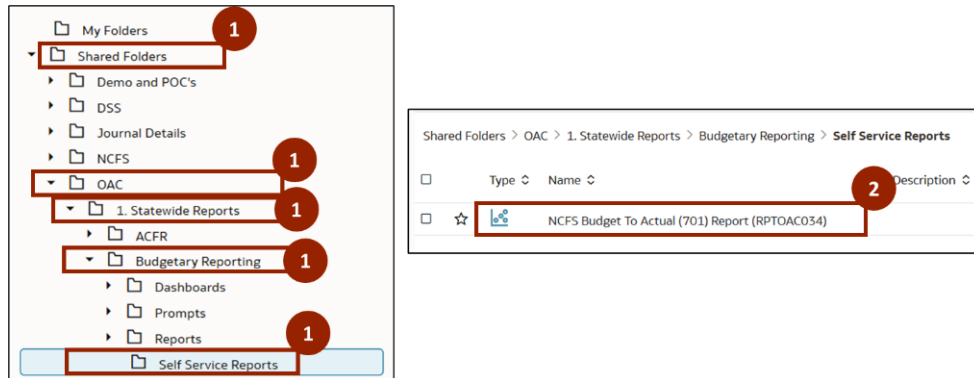 My Folders
1
Shared Folders
Demo and POC's
DSS
Journal Details
NCFS
1
OAC
1. Statewide Reports
1
ACFR
Budgetary Reporting
1
Dashboards
Prompts
Reports
1
Self Service Reports
Shared Folders > OAC > 1. Statewide Reports > Budgetary Reporting > Self Service Reports
Type Name Description
2
NCFS Budget To Actual (701) Report (RPTOAC034)